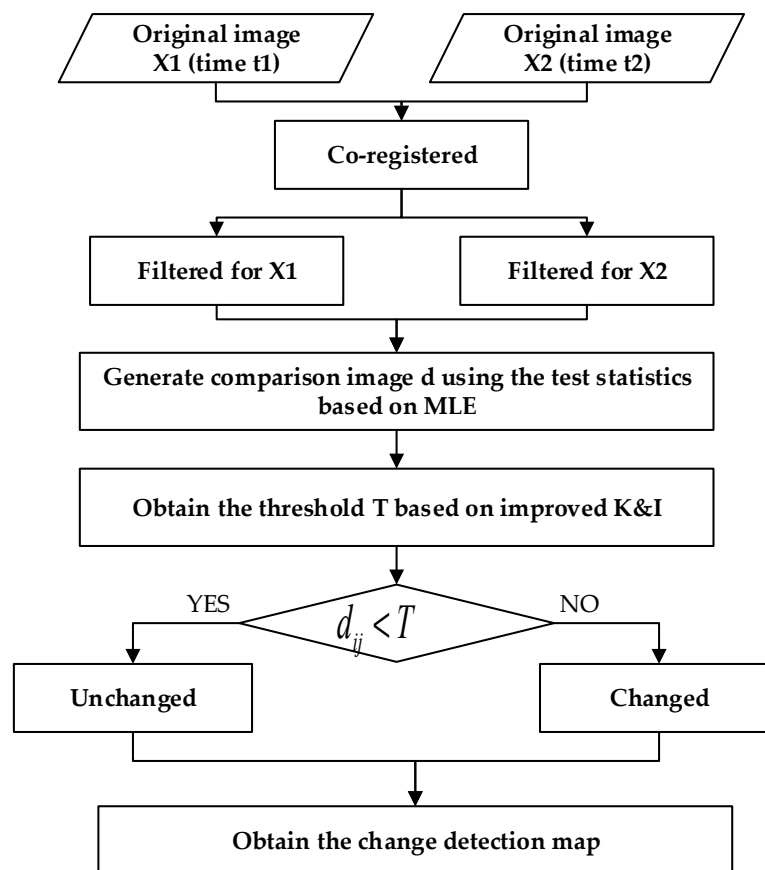 Original image
X1 (time t1)
Original image
X2 (time t2)
Co-registered
Filtered for X1
Filtered for X2
Generate comparison image d using the test statistics
based on MLE
Obtain the threshold T based on improved K&I
YES
d_{ij} < T
NO
Unchanged
Changed
Obtain the change detection map